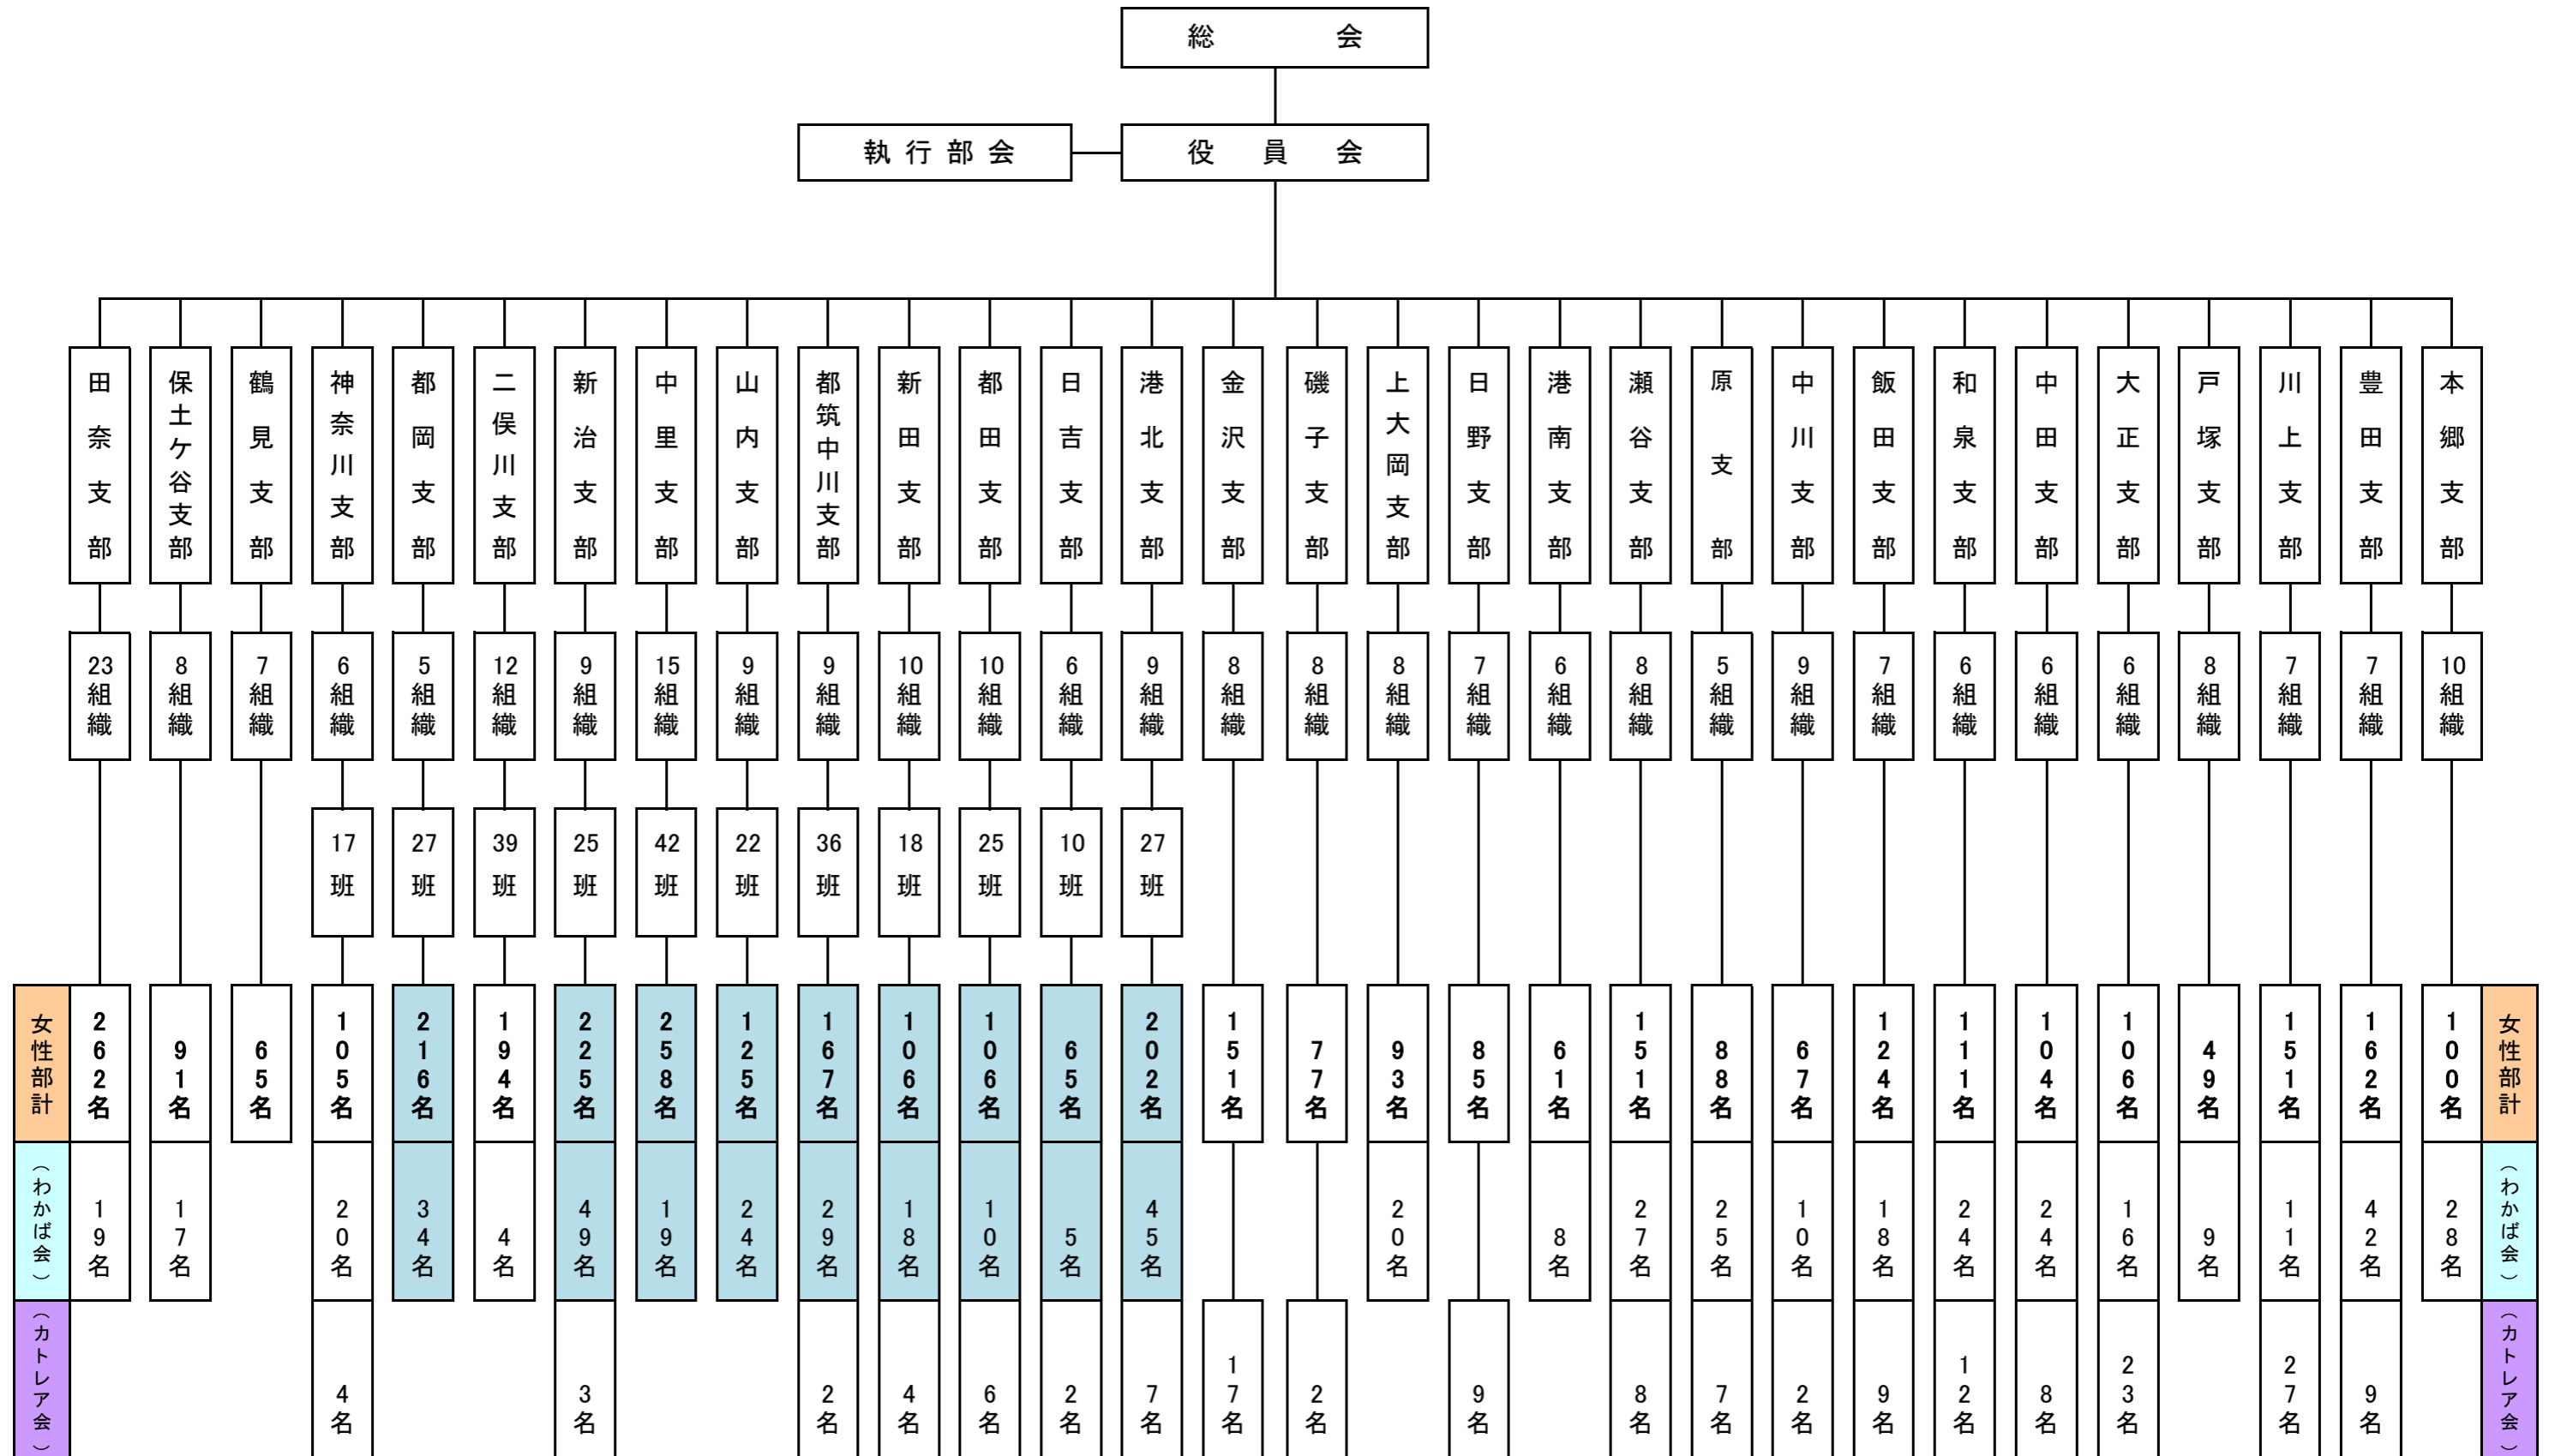 総会
執行部会
役員会
田奈支部
保土ケ谷支部
鶴見支部
神奈川支部
都岡支部
二俣川支部
新治支部
中里支部
山内支部
都筑中川支部
新田支部
都田支部
日吉支部
港北支部
金沢支部
磯子支部
上大岡支部
日野支部
港南支部
瀬谷支部
原支部
中川支部
飯田支部
和泉支部
中田支部
大正支部
戸塚支部
川上支部
豊田支部
本郷支部
23組織
8組織
7組織
6組織
5組織
12組織
9組織
15組織
9組織
9組織
10組織
10組織
6組織
9組織
8組織
8組織
8組織
7組織
6組織
8組織
5組織
9組織
7組織
6組織
6組織
6組織
8組織
7組織
7組織
10組織
17班
27班
39班
25班
42班
22班
36班
18班
25班
10班
27班
女性部計
262名
91名
65名
105名
216名
194名
225名
258名
125名
167名
106名
106名
65名
202名
151名
77名
93名
85名
61名
151名
88名
67名
124名
111名
104名
106名
49名
151名
162名
100名
女性部計
（わかば会）
19名
17名
20名
34名
4名
49名
19名
24名
29名
18名
10名
5名
45名
20名
8名
27名
25名
10名
18名
24名
24名
16名
9名
11名
42名
28名
（わかば会）
（カトレア会）
4名
3名
2名
4名
6名
2名
7名
17名
2名
9名
8名
7名
2名
9名
12名
8名
23名
27名
9名
（カトレア会）